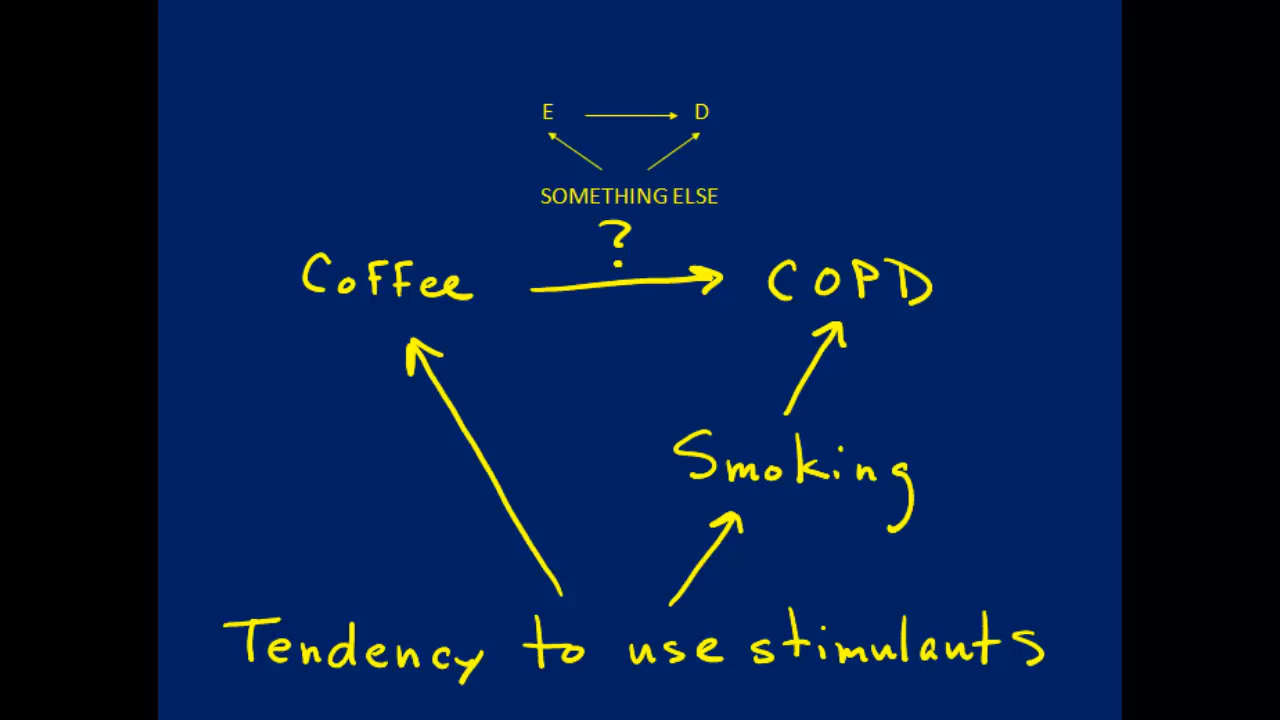 E D
SOMETHING ELSE
?
Coffee COPD
Smoking
Tendency to use stimulants